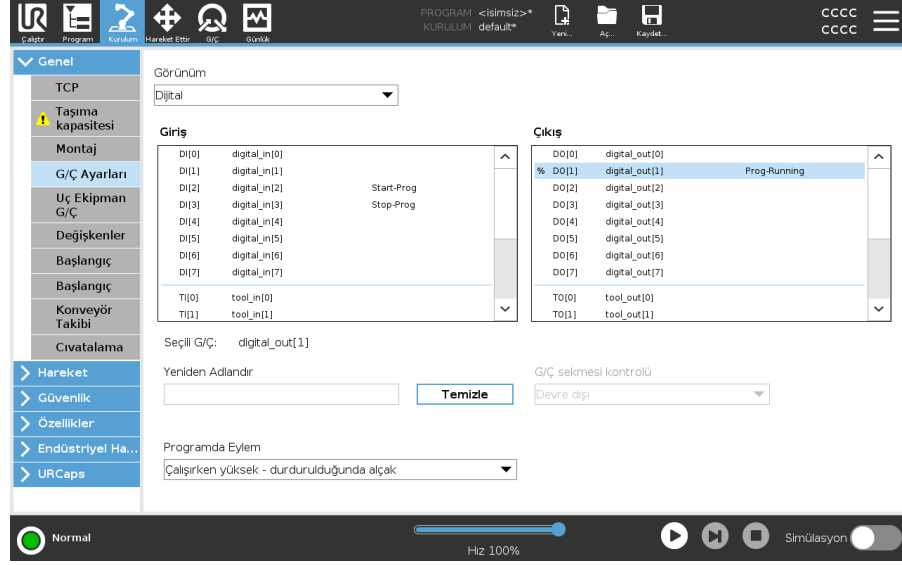 PROGRAM <isimsiz>*
KURULUM default*
Çalıştır Program Kurulum Hareket Ettir G/Ç Günlük
Yeni... Aç... Kaydet...
CCCC
CCCC
Genel
TCP
Taşıma
kapasitesi
Montaj
G/Ç Ayarları
Uç Ekipman
G/Ç
Değişkenler
Başlangıç
Başlangıç
Konveyör
Takibi
Cıvatalama
Hareket
Güvenlik
Özellikler
Endüstriyel Ha...
URCaps
Görünüm
Dijital
Giriş
DI[0] digital_in[0]
DI[1] digital_in[1]
DI[2] digital_in[2] Start-Prog
DI[3] digital_in[3] Stop-Prog
DI[4] digital_in[4]
DI[5] digital_in[5]
DI[6] digital_in[6]
DI[7] digital_in[7]
TI[0] tool_in[0]
TI[1] tool_in[1]
Çıkış
DO[0] digital_out[0]
% DO[1] digital_out[1] Prog-Running
DO[2] digital_out[2]
DO[3] digital_out[3]
DO[4] digital_out[4]
DO[5] digital_out[5]
DO[6] digital_out[6]
DO[7] digital_out[7]
TO[0] tool_out[0]
TO[1] tool_out[1]
Seçili G/Ç: digital_out[1]
Yeniden Adlandır
Temizle
G/Ç sekmesi kontrolü
Devre dışı
Programda Eylem
Çalışırken yüksek - durdurulduğunda alçak
Normal
Hız 100%
Simülasyon